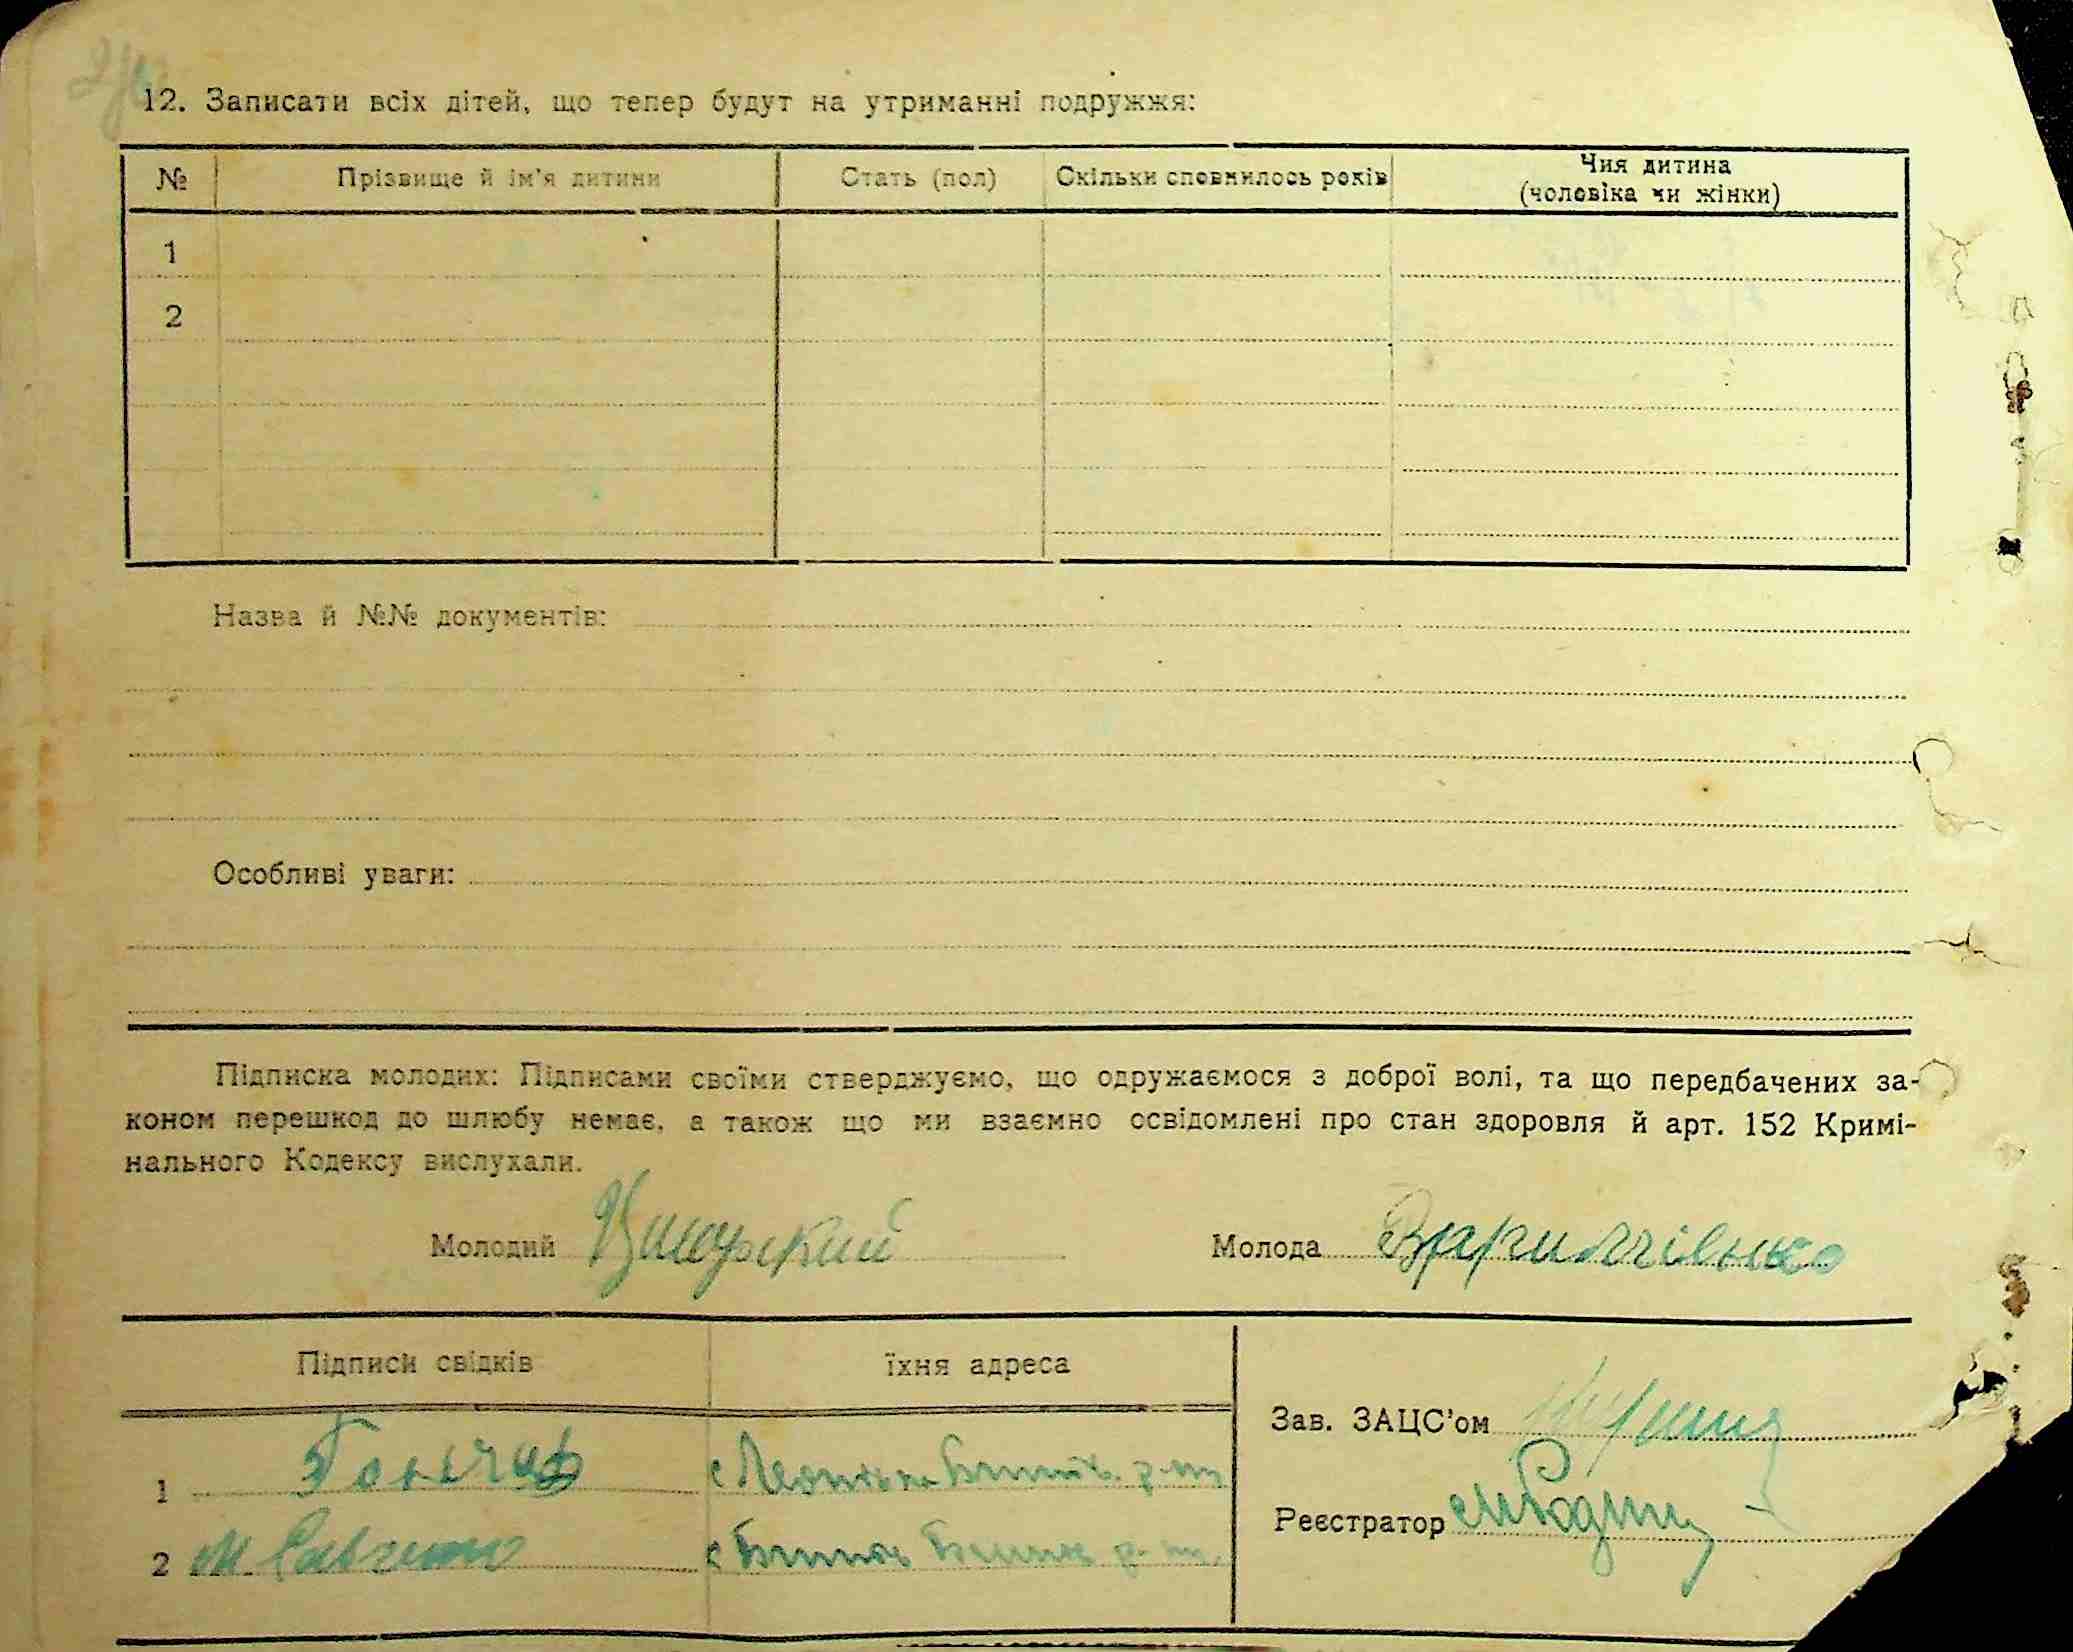 12. Записати всіх дітей, що тепер будут на утриманні подружжя:
№ Прізвище й ім'я дитини Стать (пол) Скільки сповнилось років Чия дитина
(чоловіка чи жінки)
1
2
Назва й №№ документів:
Особливі уваги:
Підписка молодих: Підписами своїми стверджуємо, що одружаємося з доброї волі, та що передбачених за-
коном перешкод до шлюбу немає, а також що ми взаємно освідомлені про стан здоровля й арт. 152 Кримі-
нального Кодексу вислухали.
Молодий Молода
Підписи свідків їхня адреса
Зав. ЗАЦС'ом
1 с р-ну
Реєстратор
2 М. Савченко с р-ну